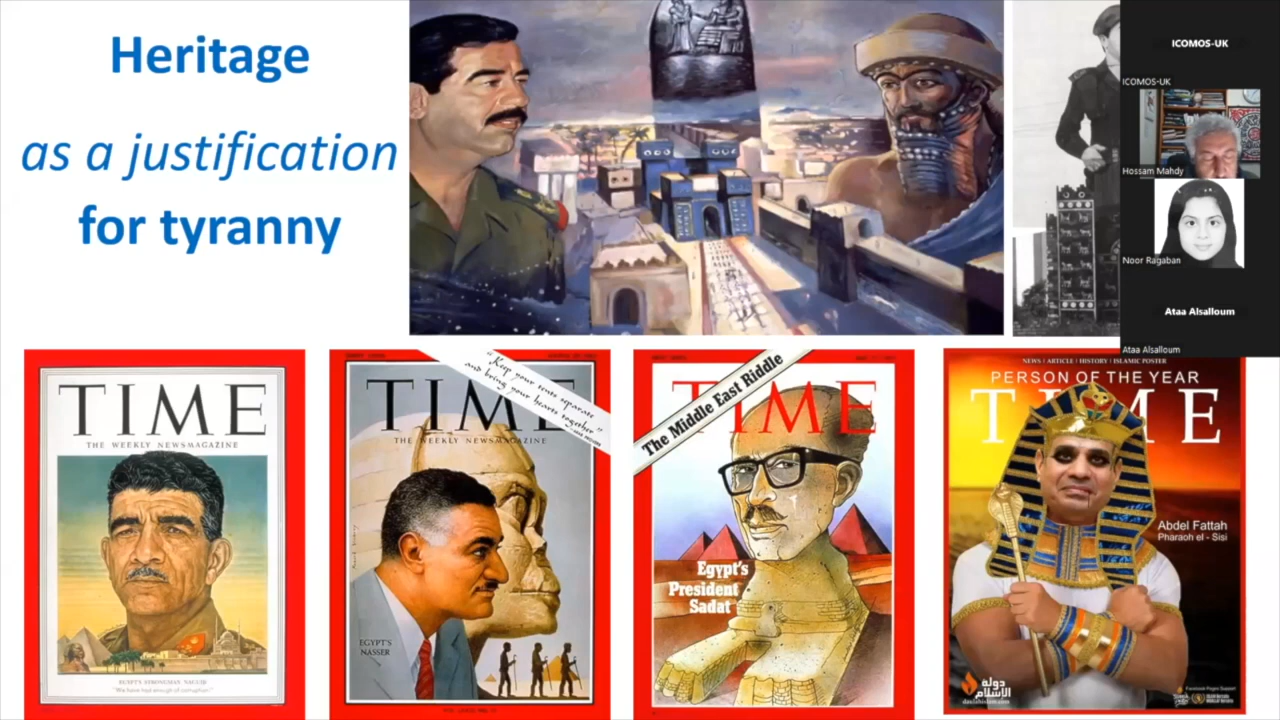 Heritage
as a justification
for tyranny
ICOMOS-UK
ICOMOS-UK
Hossam Mahdy
Noor Ragaban
Ataa Alsalloum
Ataa Alsalloum
TIME
THE WEEKLY NEWSMAGAZINE
EGYPT'S STRONGMAN NAGUIB
"We have had enough of corruption."
"Keep your tents separate
and bring your hearts together"
TIME
THE WEEKLY NEWSMAGAZINE
EGYPT'S
NASSER
The Middle East Riddle
TIME
Egypt's
President
Sadat
NEWS | ARTICLE | HISTORY | ISLAMIC POSTER
PERSON OF THE YEAR
TIME
Abdel Fattah
Pharaoh el - Sisi
دولة
الإسلام